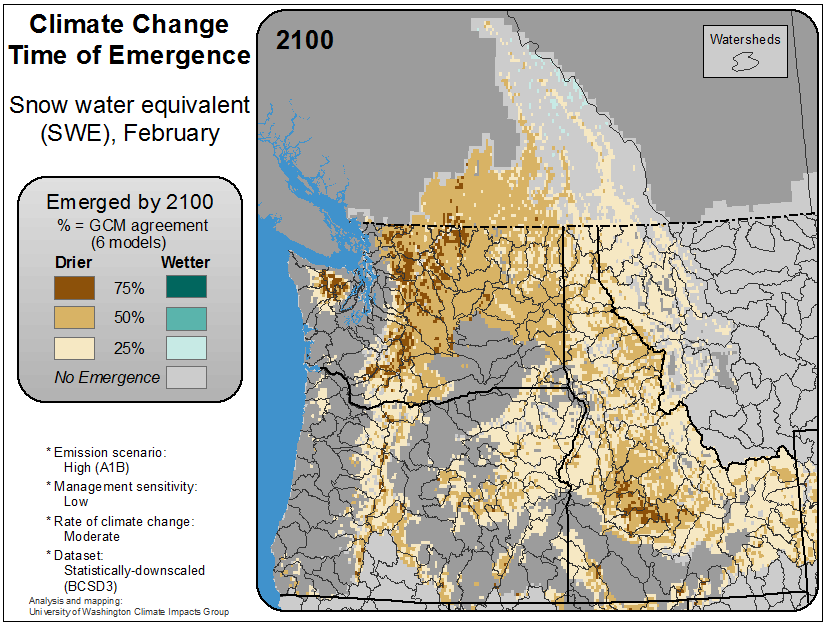 Climate Change
Time of Emergence
Snow water equivalent
(SWE), February
Emerged by 2100
% = GCM agreement
(6 models)
Drier Wetter
75%
50%
25%
No Emergence
* Emission scenario:
High (A1B)
* Management sensitivity:
Low
* Rate of climate change:
Moderate
* Dataset:
Statistically-downscaled
(BCSD3)
Analysis and mapping:
University of Washington Climate Impacts Group
2100
Watersheds